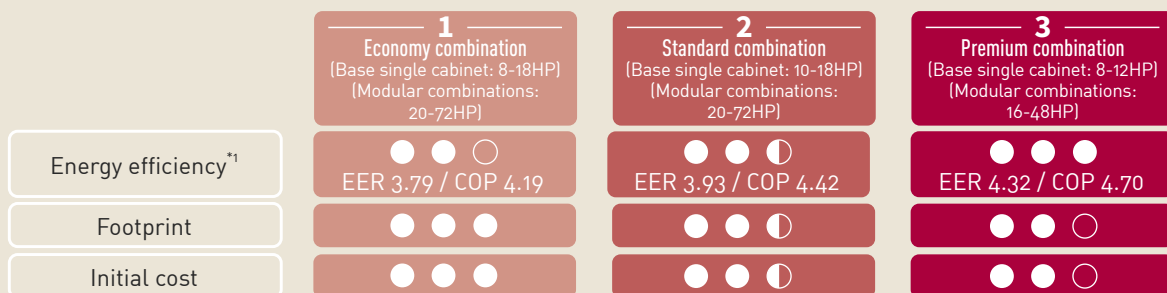 1
Economy combination
(Base single cabinet: 8-18HP)
(Modular combinations:
20-72HP)
2
Standard combination
(Base single cabinet: 10-18HP)
(Modular combinations:
20-72HP)
3
Premium combination
(Base single cabinet: 8-12HP)
(Modular combinations:
16-48HP)
Energy efficiency*1
EER 3.79 / COP 4.19
EER 3.93 / COP 4.42
EER 4.32 / COP 4.70
Footprint
Initial cost